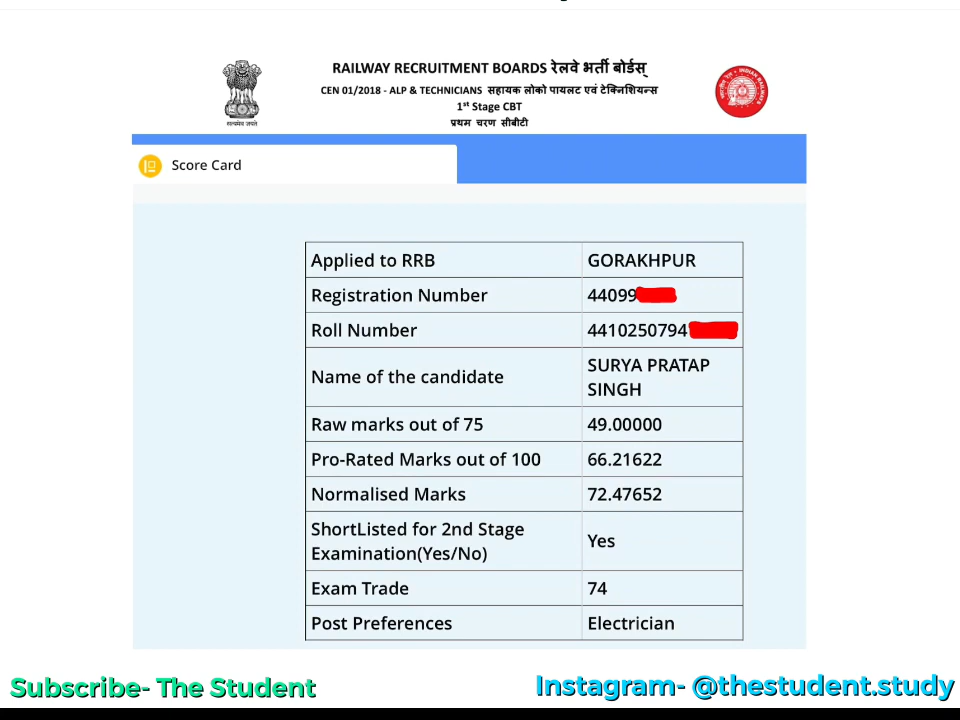 RAILWAY RECRUITMENT BOARDS रेलवे भर्ती बोर्डस्
CEN 01/2018 - ALP & TECHNICIANS सहायक लोको पायलट एवं टेक्निशियन्स
1st Stage CBT
प्रथम चरण सीबीटी
सत्यमेव जयते
Score Card
Applied to RRB GORAKHPUR
Registration Number 44099
Roll Number 4410250794
Name of the candidate SURYA PRATAP
SINGH
Raw marks out of 75 49.00000
Pro-Rated Marks out of 100 66.21622
Normalised Marks 72.47652
ShortListed for 2nd Stage
Examination(Yes/No) Yes
Exam Trade 74
Post Preferences Electrician
Subscribe- The Student
Instagram- @thestudent.study